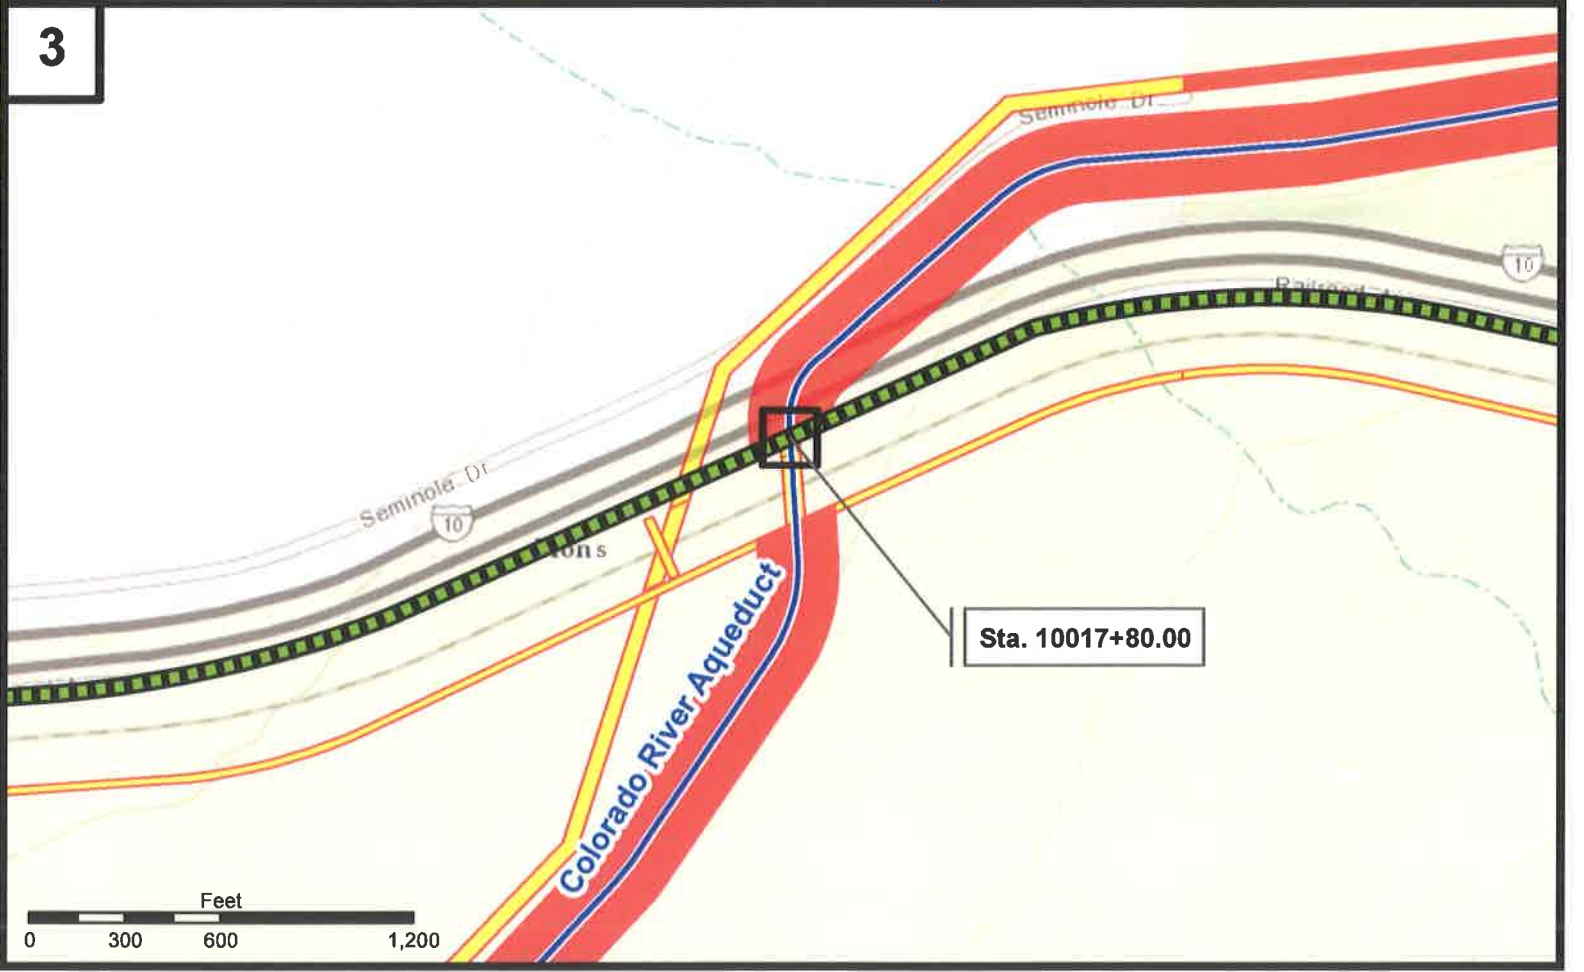 3
Seminole Dr
10
Seminole Dr
10
Sta. 10017+80.00
Colorado River Aqueduct
Feet
0 300 600 1,200